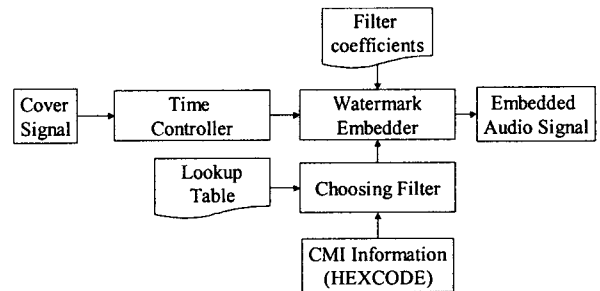 Filter
coefficients
Cover
Signal
Time
Controller
Watermark
Embedder
Embedded
Audio Signal
Lookup
Table
Choosing Filter
CMI Information
(HEXCODE)